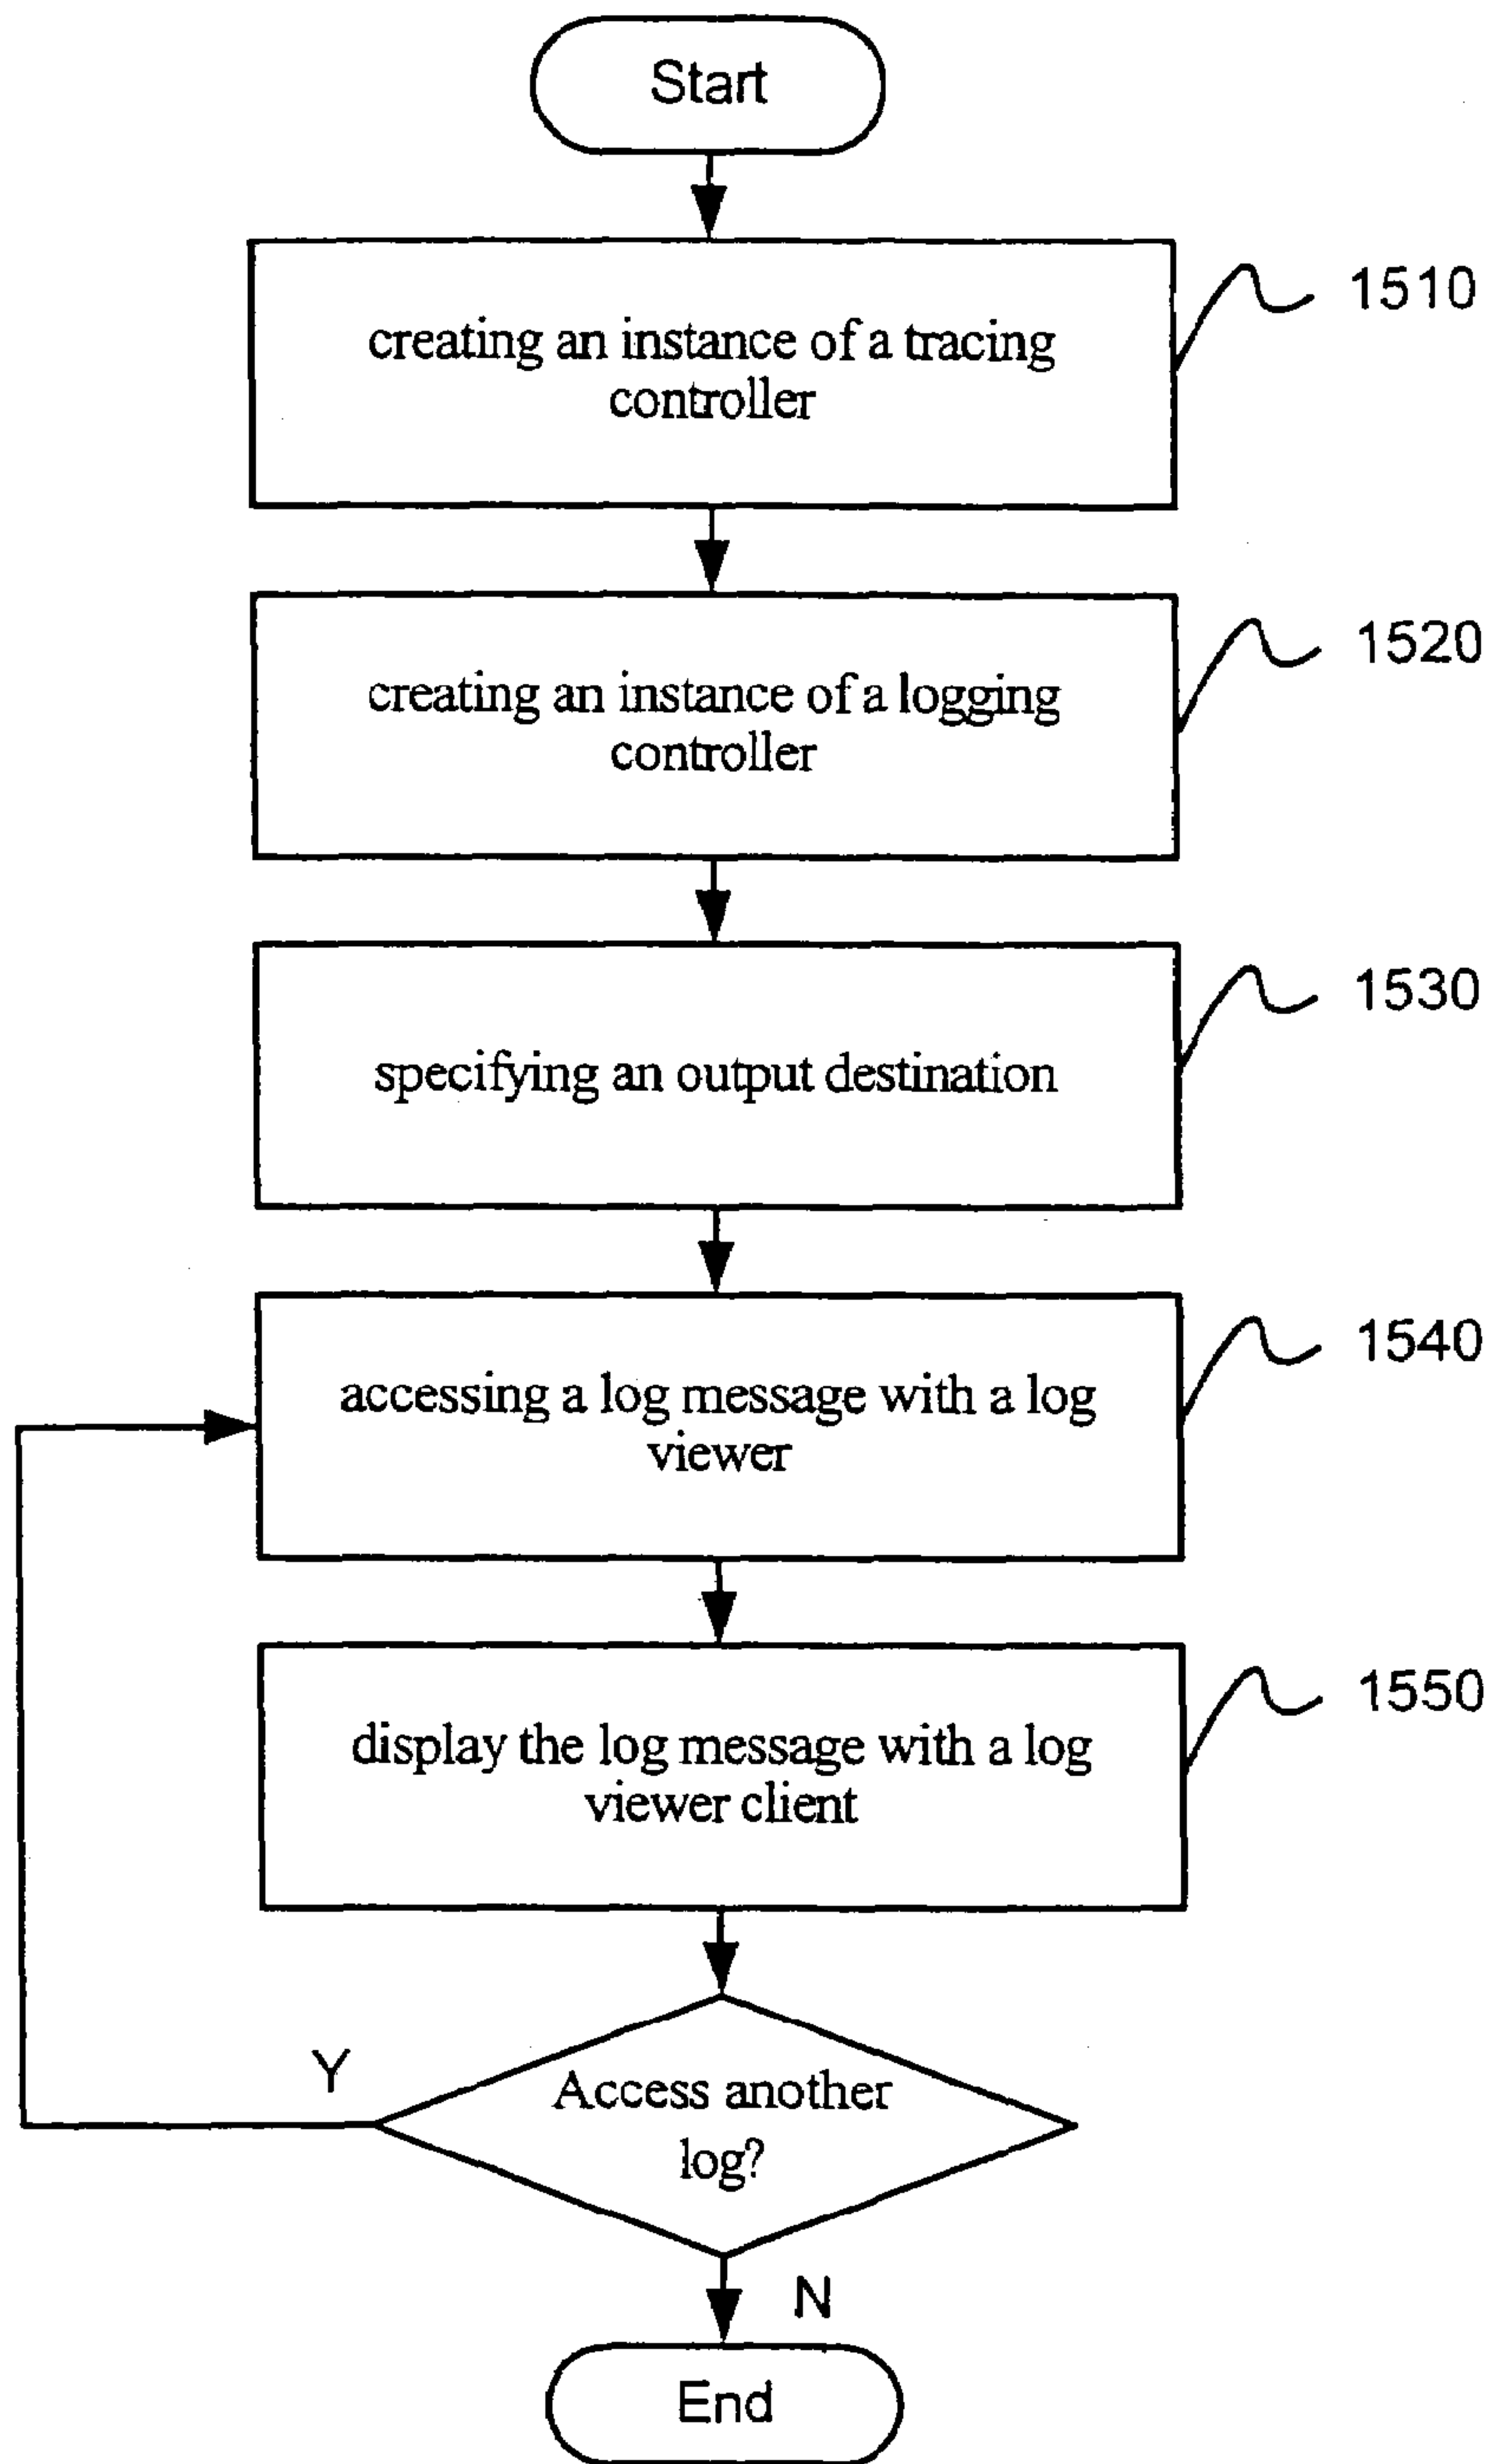 Start
creating an instance of a tracing
controller
1510
creating an instance of a logging
controller
1520
specifying an output destination
1530
accessing a log message with a log
viewer
1540
display the log message with a log
viewer client
1550
Access another
log?
Y
N
End